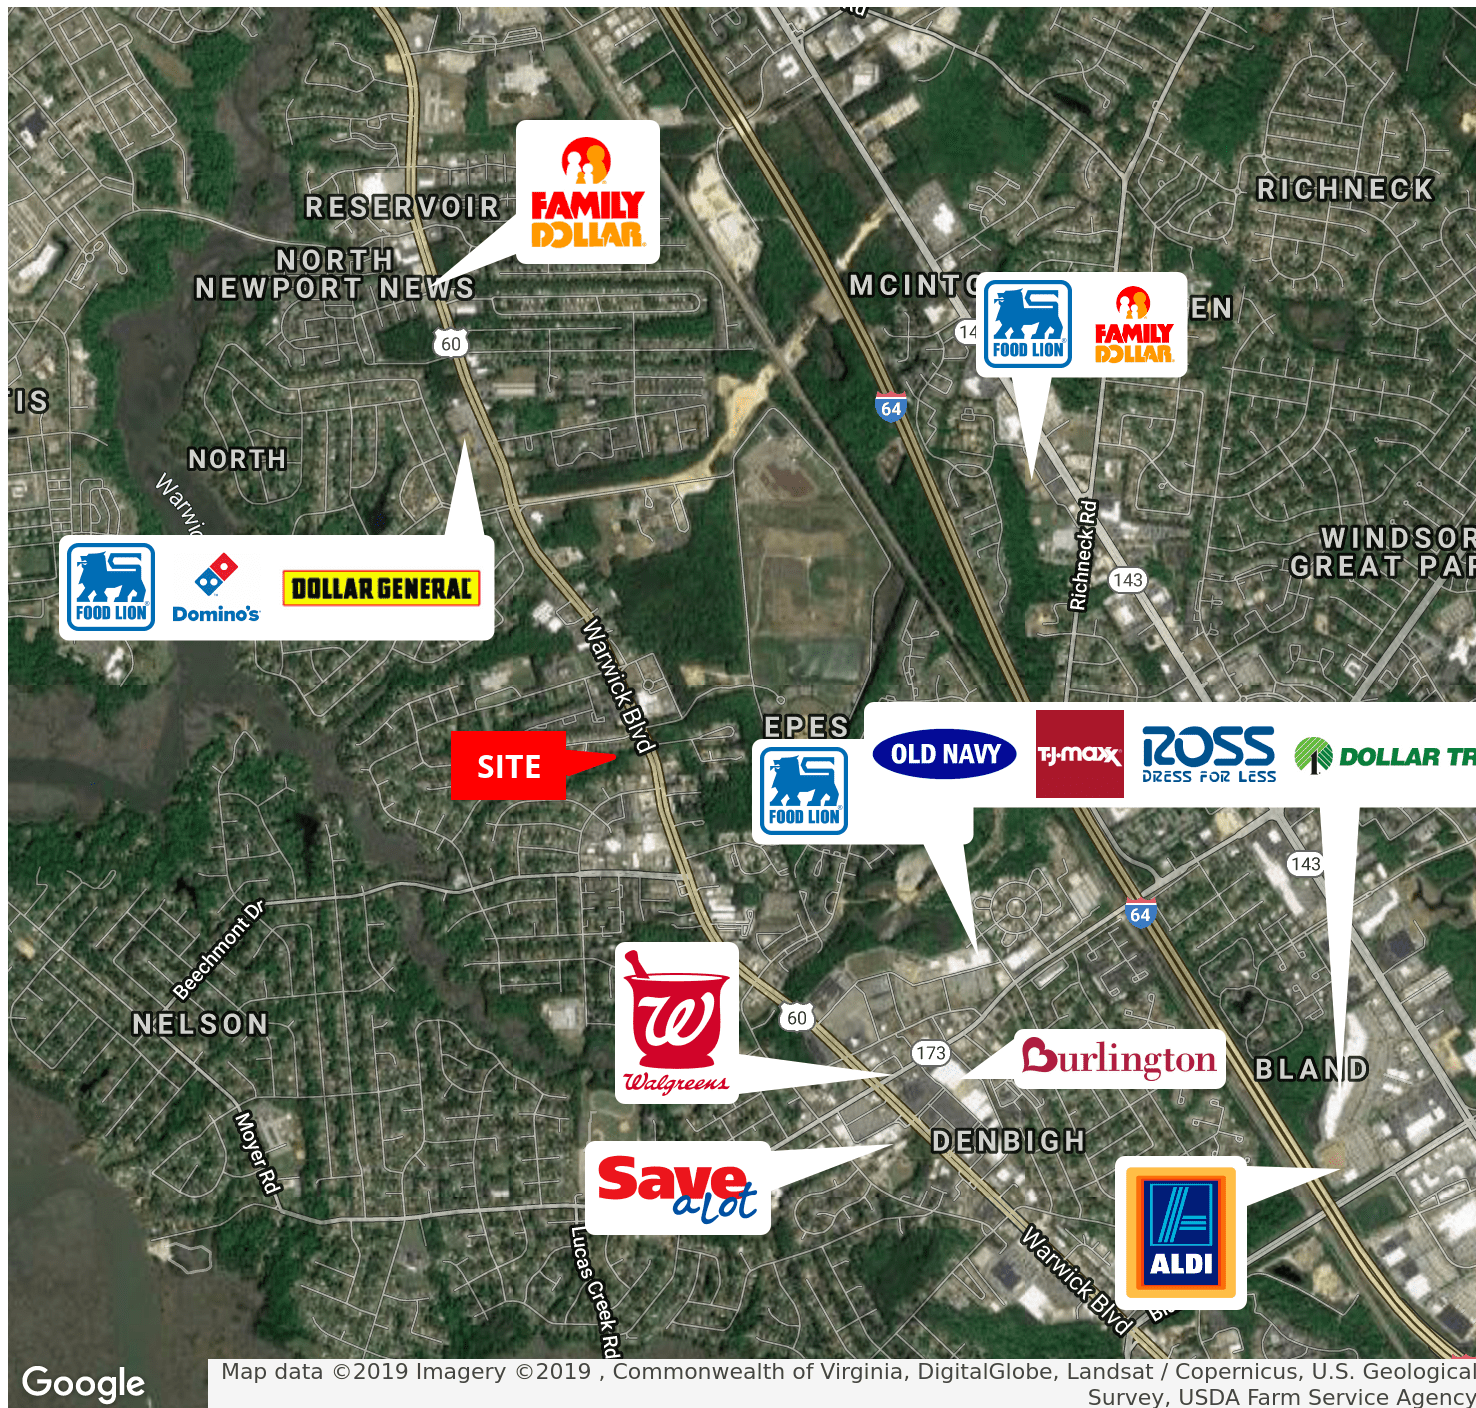 RESERVOIR
FAMILY
DOLLAR
RICHNECK
NORTH
NEWPORT NEWS
MCINTO
EN
14
FOOD LION
FAMILY
DOLLAR
60
64
TIS
NORTH
Warwic
Richneck Rd
WINDSOR
GREAT PAR
143
FOOD LION
Domino's
DOLLAR GENERAL
Warwick Blvd
EPES
SITE
OLD NAVY
T·J·maxx
ROSS
DRESS FOR LESS
DOLLAR TR
FOOD LION
143
64
Beechmont Dr
NELSON
W
Walgreens
60
173
Burlington
BLAND
Moyer Rd
DENBIGH
Save
a Lot
ALDI
Lucas Creek Rd
Warwick Blvd
Google
Map data ©2019 Imagery ©2019 , Commonwealth of Virginia, DigitalGlobe, Landsat / Copernicus, U.S. Geological
Survey, USDA Farm Service Agency